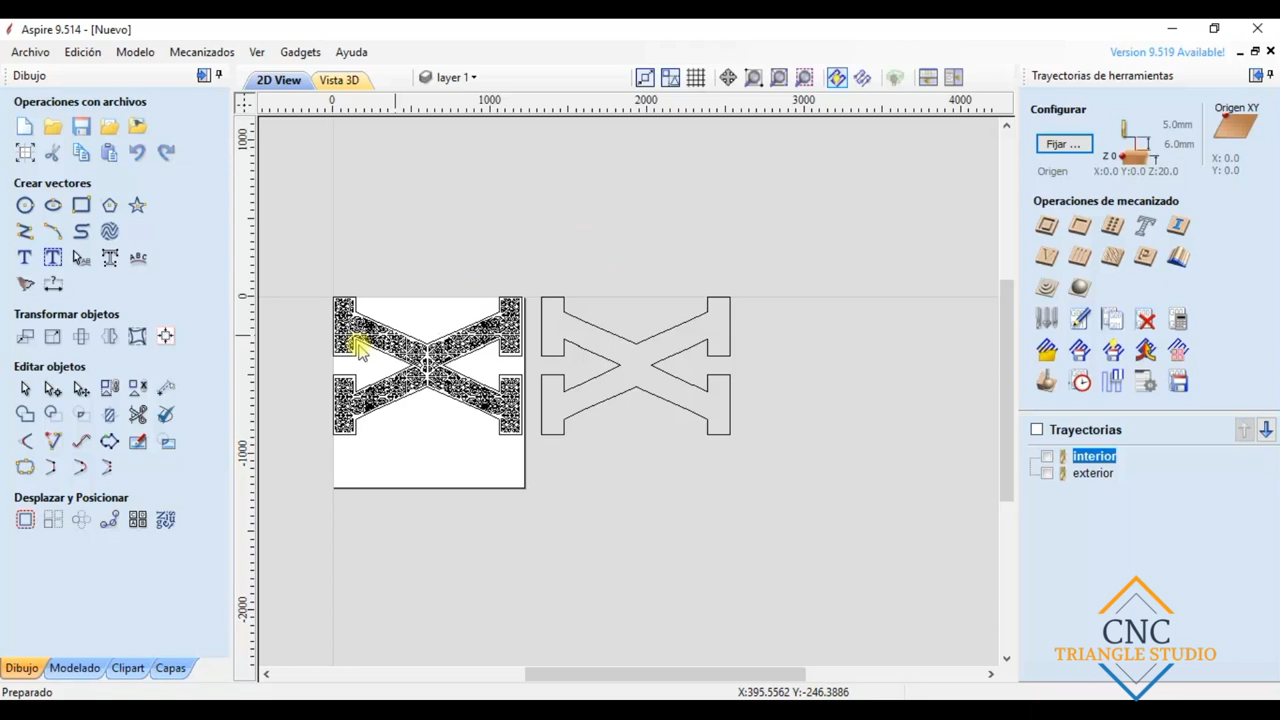 Aspire 9.514 - [Nuevo]
Archivo Edición Modelo Mecanizados Ver Gadgets Ayuda
Version 9.519 Available!
Dibujo
2D View
Vista 3D
layer 1
Trayectorias de herramientas
Operaciones con archivos
Crear vectores
Transformar objetos
Editar objetos
Desplazar y Posicionar
0 1000 2000 3000 4000
1000
0
-1000
-2000
Configurar
Origen XY
5.0mm
Fijar ...
6.0mm
Z 0
X: 0.0
Y: 0.0
Origen X:0.0 Y:0.0 Z:20.0
Operaciones de mecanizado
Trayectorias
interior
exterior
CNC
TRIANGLE STUDIO
Dibujo Modelado Clipart Capas
Preparado
X:395.5562 Y:-246.3886